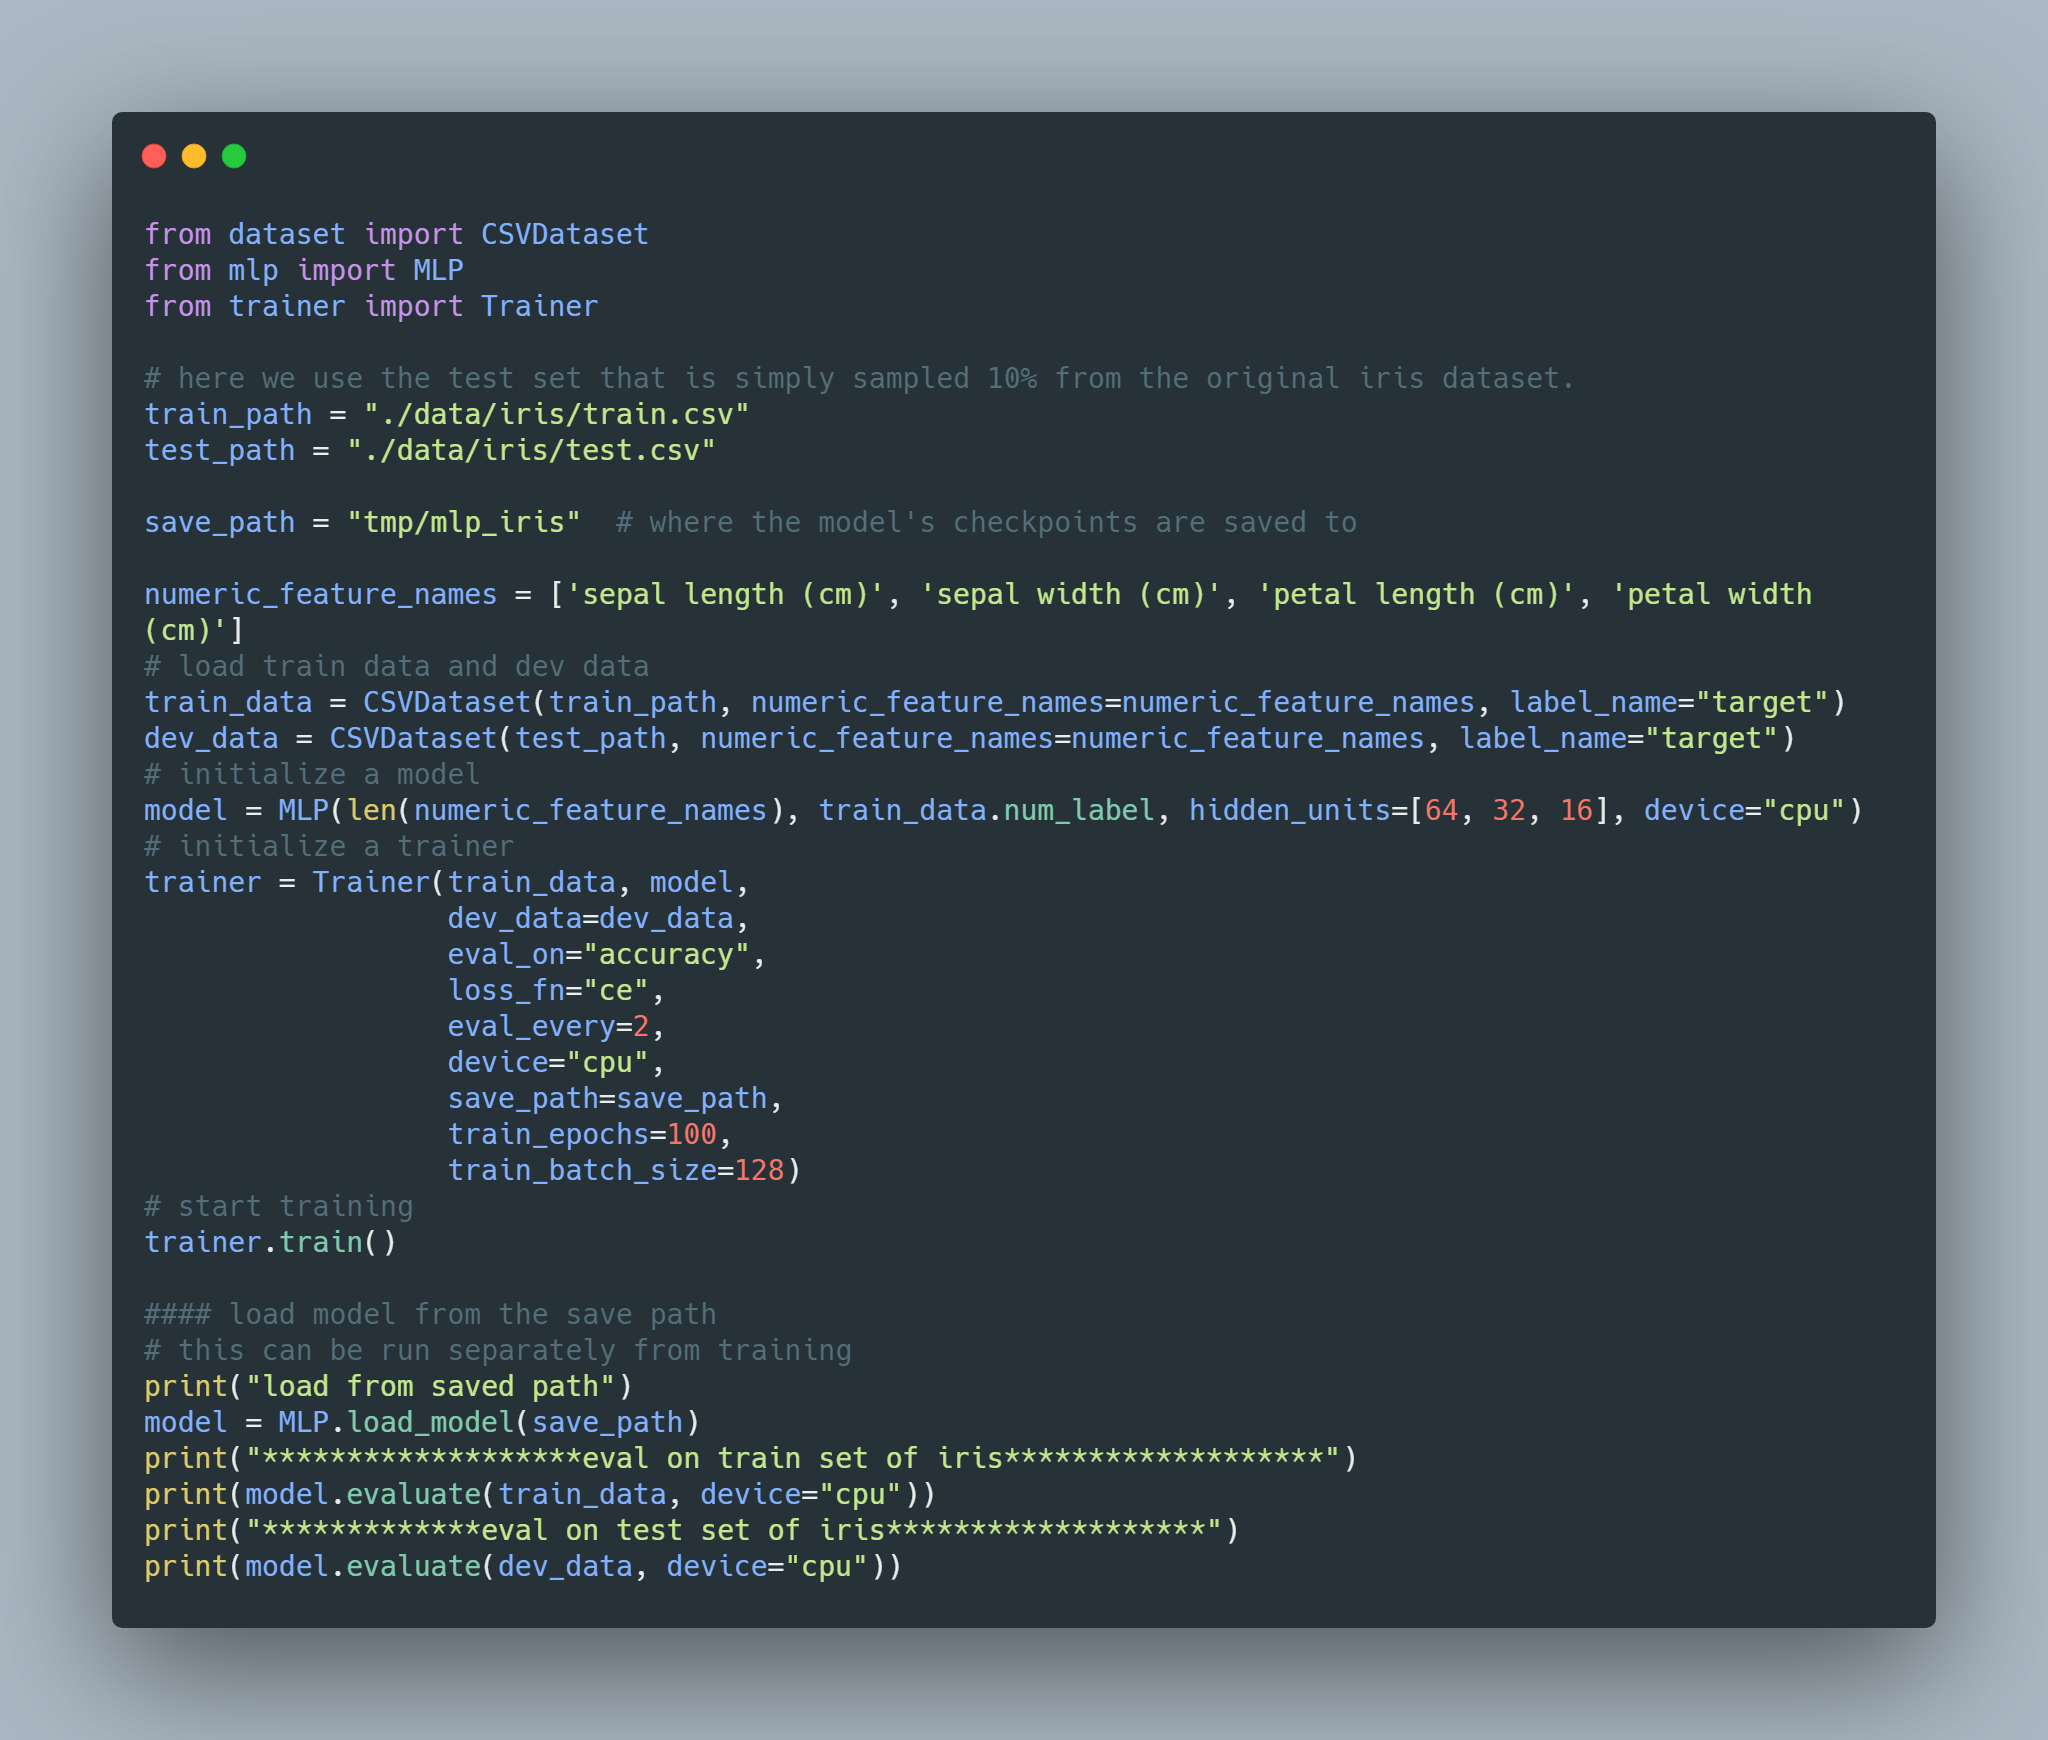 from dataset import CSVDataset
from mlp import MLP
from trainer import Trainer

# here we use the test set that is simply sampled 10% from the original iris dataset.
train_path = "./data/iris/train.csv"
test_path = "./data/iris/test.csv"

save_path = "tmp/mlp_iris"  # where the model's checkpoints are saved to

numeric_feature_names = ['sepal length (cm)', 'sepal width (cm)', 'petal length (cm)', 'petal width
(cm)']
# load train data and dev data
train_data = CSVDataset(train_path, numeric_feature_names=numeric_feature_names, label_name="target")
dev_data = CSVDataset(test_path, numeric_feature_names=numeric_feature_names, label_name="target")
# initialize a model
model = MLP(len(numeric_feature_names), train_data.num_label, hidden_units=[64, 32, 16], device="cpu")
# initialize a trainer
trainer = Trainer(train_data, model,
                  dev_data=dev_data,
                  eval_on="accuracy",
                  loss_fn="ce",
                  eval_every=2,
                  device="cpu",
                  save_path=save_path,
                  train_epochs=100,
                  train_batch_size=128)
# start training
trainer.train()

#### load model from the save path
# this can be run separately from training
print("load from saved path")
model = MLP.load_model(save_path)
print("*******************eval on train set of iris*******************")
print(model.evaluate(train_data, device="cpu"))
print("*************eval on test set of iris*******************")
print(model.evaluate(dev_data, device="cpu"))